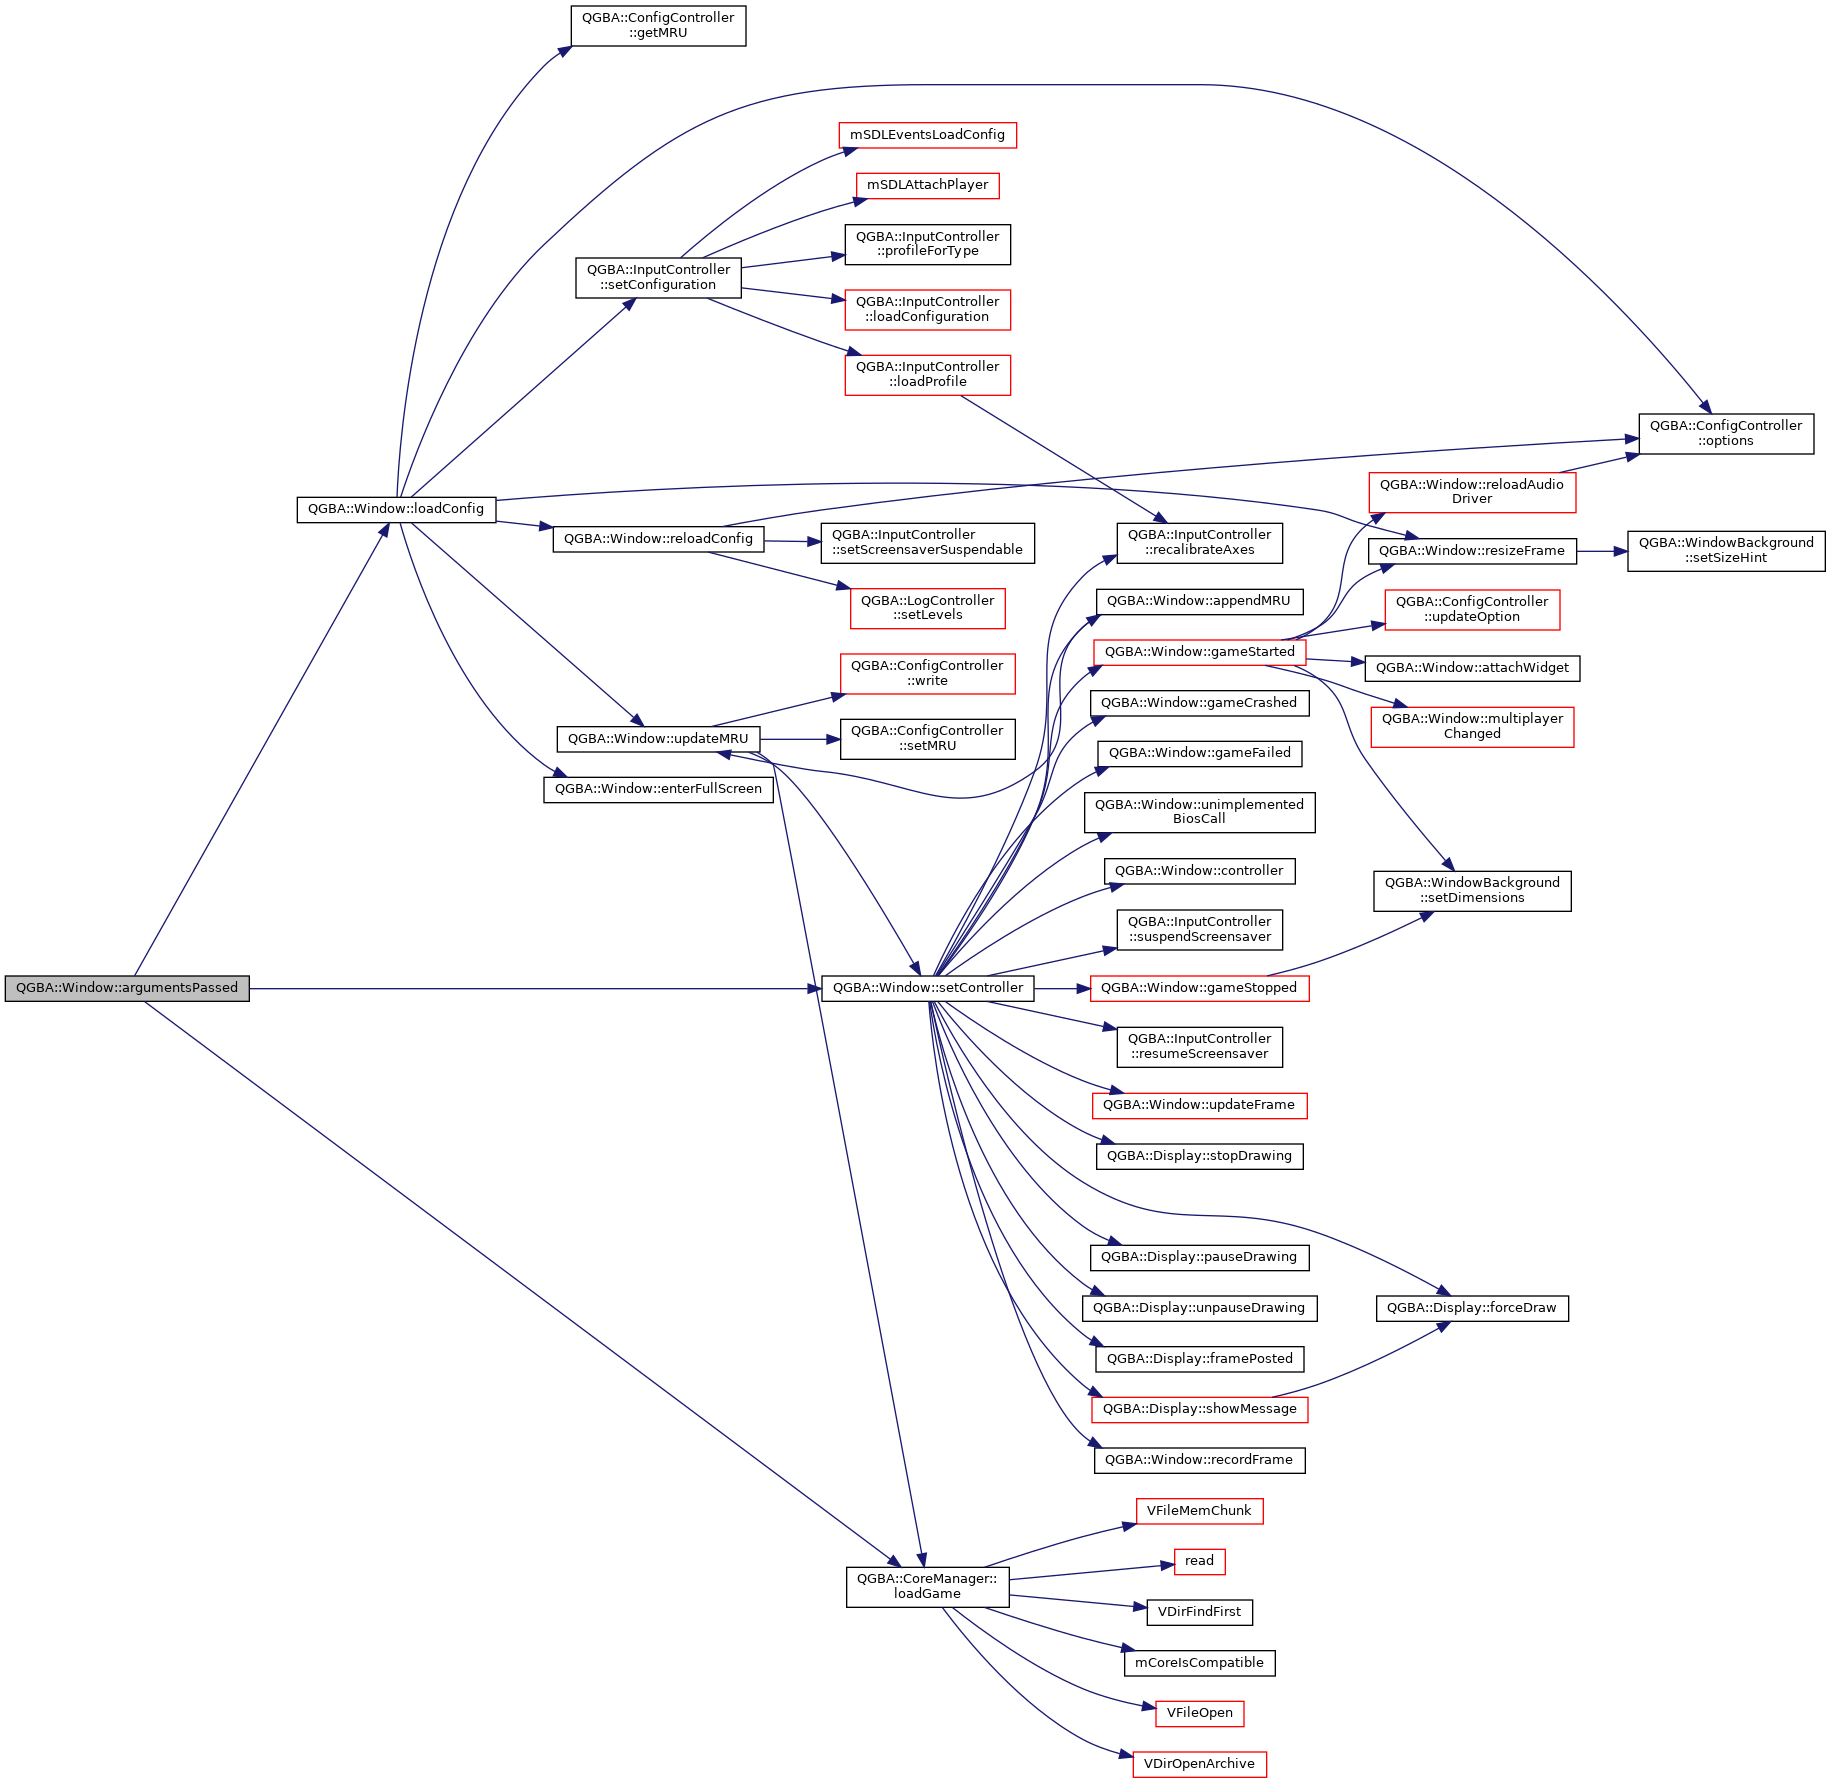 QGBA::ConfigController
::getMRU
mSDLEventsLoadConfig
mSDLAttachPlayer
QGBA::InputController
::profileForType
QGBA::InputController
::setConfiguration
QGBA::InputController
::loadConfiguration
QGBA::InputController
::loadProfile
QGBA::ConfigController
::options
QGBA::Window::reloadAudio
Driver
QGBA::Window::loadConfig
QGBA::Window::reloadConfig
QGBA::InputController
::setScreensaverSuspendable
QGBA::InputController
::recalibrateAxes
QGBA::Window::resizeFrame
QGBA::WindowBackground
::setSizeHint
QGBA::LogController
::setLevels
QGBA::Window::appendMRU
QGBA::ConfigController
::updateOption
QGBA::Window::gameStarted
QGBA::Window::attachWidget
QGBA::ConfigController
::write
QGBA::Window::gameCrashed
QGBA::Window::multiplayer
Changed
QGBA::Window::updateMRU
QGBA::ConfigController
::setMRU
QGBA::Window::gameFailed
QGBA::Window::enterFullScreen
QGBA::Window::unimplemented
BiosCall
QGBA::Window::controller
QGBA::WindowBackground
::setDimensions
QGBA::InputController
::suspendScreensaver
QGBA::Window::argumentsPassed
QGBA::Window::setController
QGBA::Window::gameStopped
QGBA::InputController
::resumeScreensaver
QGBA::Window::updateFrame
QGBA::Display::stopDrawing
QGBA::Display::pauseDrawing
QGBA::Display::unpauseDrawing
QGBA::Display::forceDraw
QGBA::Display::framePosted
QGBA::Display::showMessage
QGBA::Window::recordFrame
VFileMemChunk
read
QGBA::CoreManager::
loadGame
VDirFindFirst
mCoreIsCompatible
VFileOpen
VDirOpenArchive